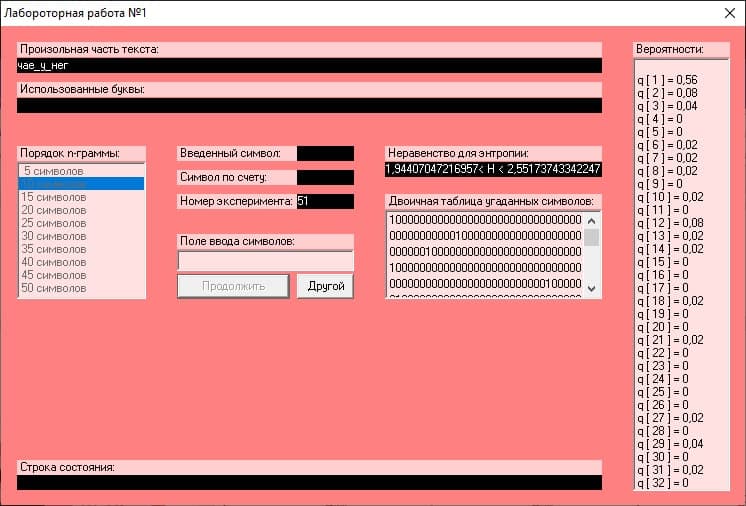 Лабороторная работа №1
Произольная часть текста:
чае_у_нег
Использованные буквы:
Порядок n-граммы:
5 символов
15 символов
20 символов
25 символов
30 символов
35 символов
40 символов
45 символов
50 символов
Введенный символ:
Символ по счету:
Номер эксперимента: 51
Поле ввода символов:
Продолжить
Другой
Неравенство для энтропии:
1,94407047216957< H < 2,55173743342247
Двоичная таблица угаданных символов:
10000000000000000000000000000000
00000000000100000000000000000000
00000010000000000000000000000000
10000000000000000000000000000000
00000000000000000000000000100000
Строка состояния:
Вероятности:
q [ 1 ] = 0,56
q [ 2 ] = 0,08
q [ 3 ] = 0,04
q [ 4 ] = 0
q [ 5 ] = 0
q [ 6 ] = 0,02
q [ 7 ] = 0,02
q [ 8 ] = 0,02
q [ 9 ] = 0
q [ 10 ] = 0,02
q [ 11 ] = 0
q [ 12 ] = 0,08
q [ 13 ] = 0,02
q [ 14 ] = 0,02
q [ 15 ] = 0
q [ 16 ] = 0
q [ 17 ] = 0
q [ 18 ] = 0,02
q [ 19 ] = 0
q [ 20 ] = 0
q [ 21 ] = 0,02
q [ 22 ] = 0
q [ 23 ] = 0
q [ 24 ] = 0
q [ 25 ] = 0
q [ 26 ] = 0
q [ 27 ] = 0,02
q [ 28 ] = 0
q [ 29 ] = 0,04
q [ 30 ] = 0
q [ 31 ] = 0,02
q [ 32 ] = 0